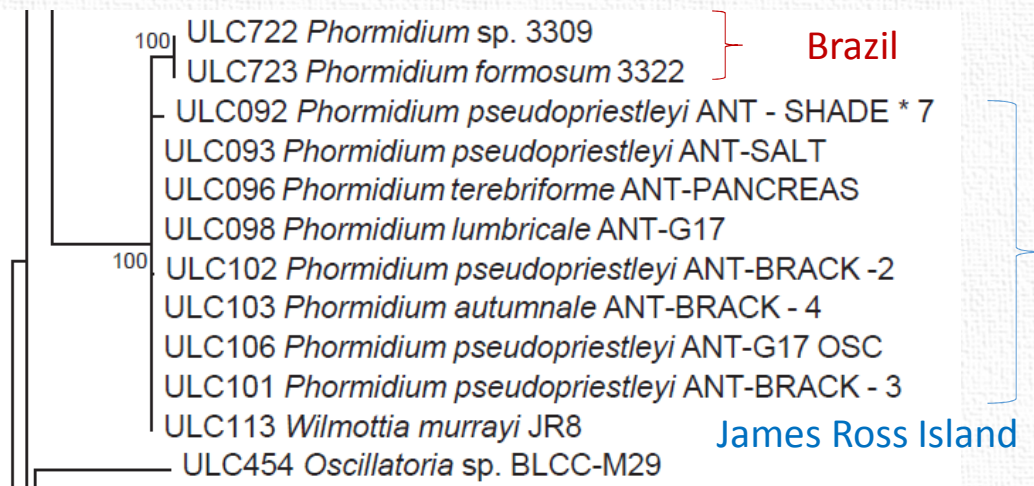 100 ULC722 Phormidium sp. 3309
Brazil
ULC723 Phormidium formosum 3322
ULC092 Phormidium pseudopriestleyi ANT - SHADE * 7
ULC093 Phormidium pseudopriestleyi ANT-SALT
ULC096 Phormidium terebriforme ANT-PANCREAS
ULC098 Phormidium lumbricale ANT-G17
100 ULC102 Phormidium pseudopriestleyi ANT-BRACK -2
ULC103 Phormidium autumnale ANT-BRACK - 4
ULC106 Phormidium pseudopriestleyi ANT-G17 OSC
ULC101 Phormidium pseudopriestleyi ANT-BRACK - 3
ULC113 Wilmottia murrayi JR8
James Ross Island
ULC454 Oscillatoria sp. BLCC-M29